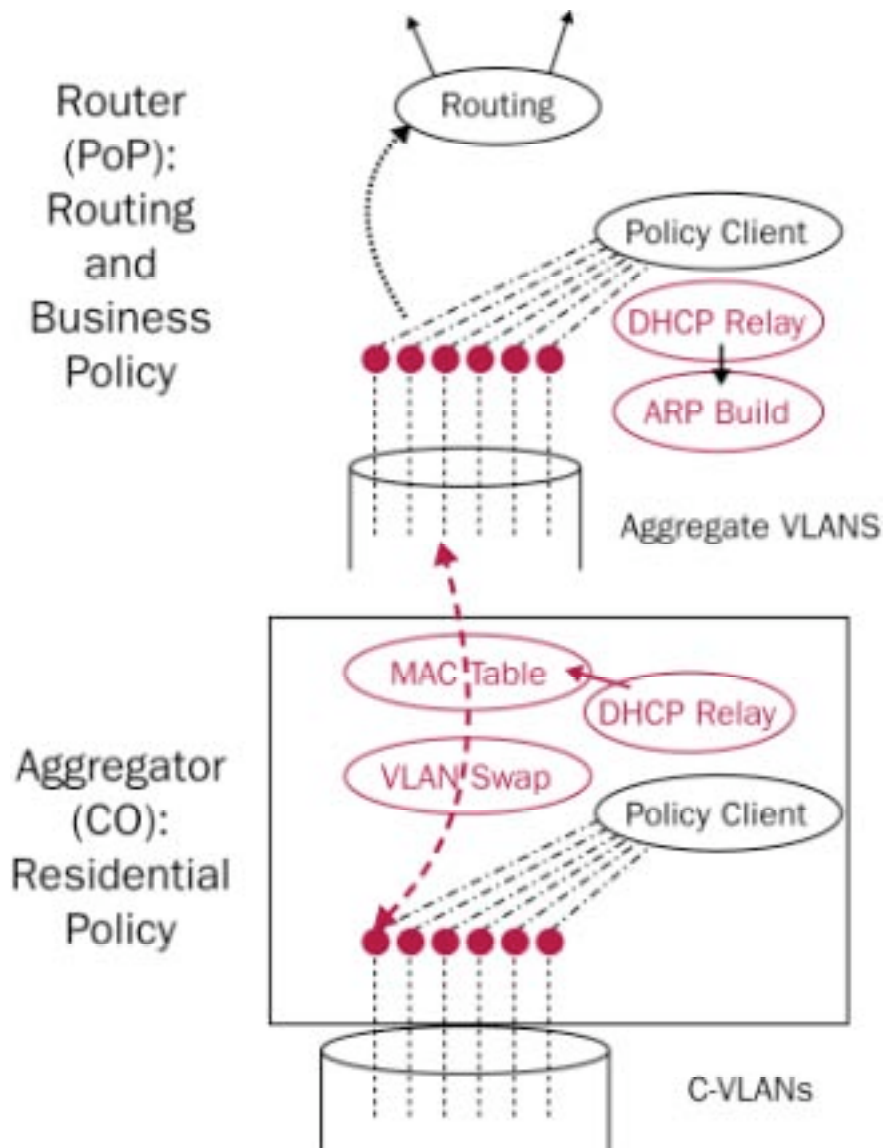 Router
(PoP):
Routing
and
Business
Policy
Routing
Policy Client
DHCP Relay
ARP Build
Aggregate VLANS
Aggregator
(CO):
Residential
Policy
MAC Table
DHCP Relay
VLAN Swap
Policy Client
C-VLANs